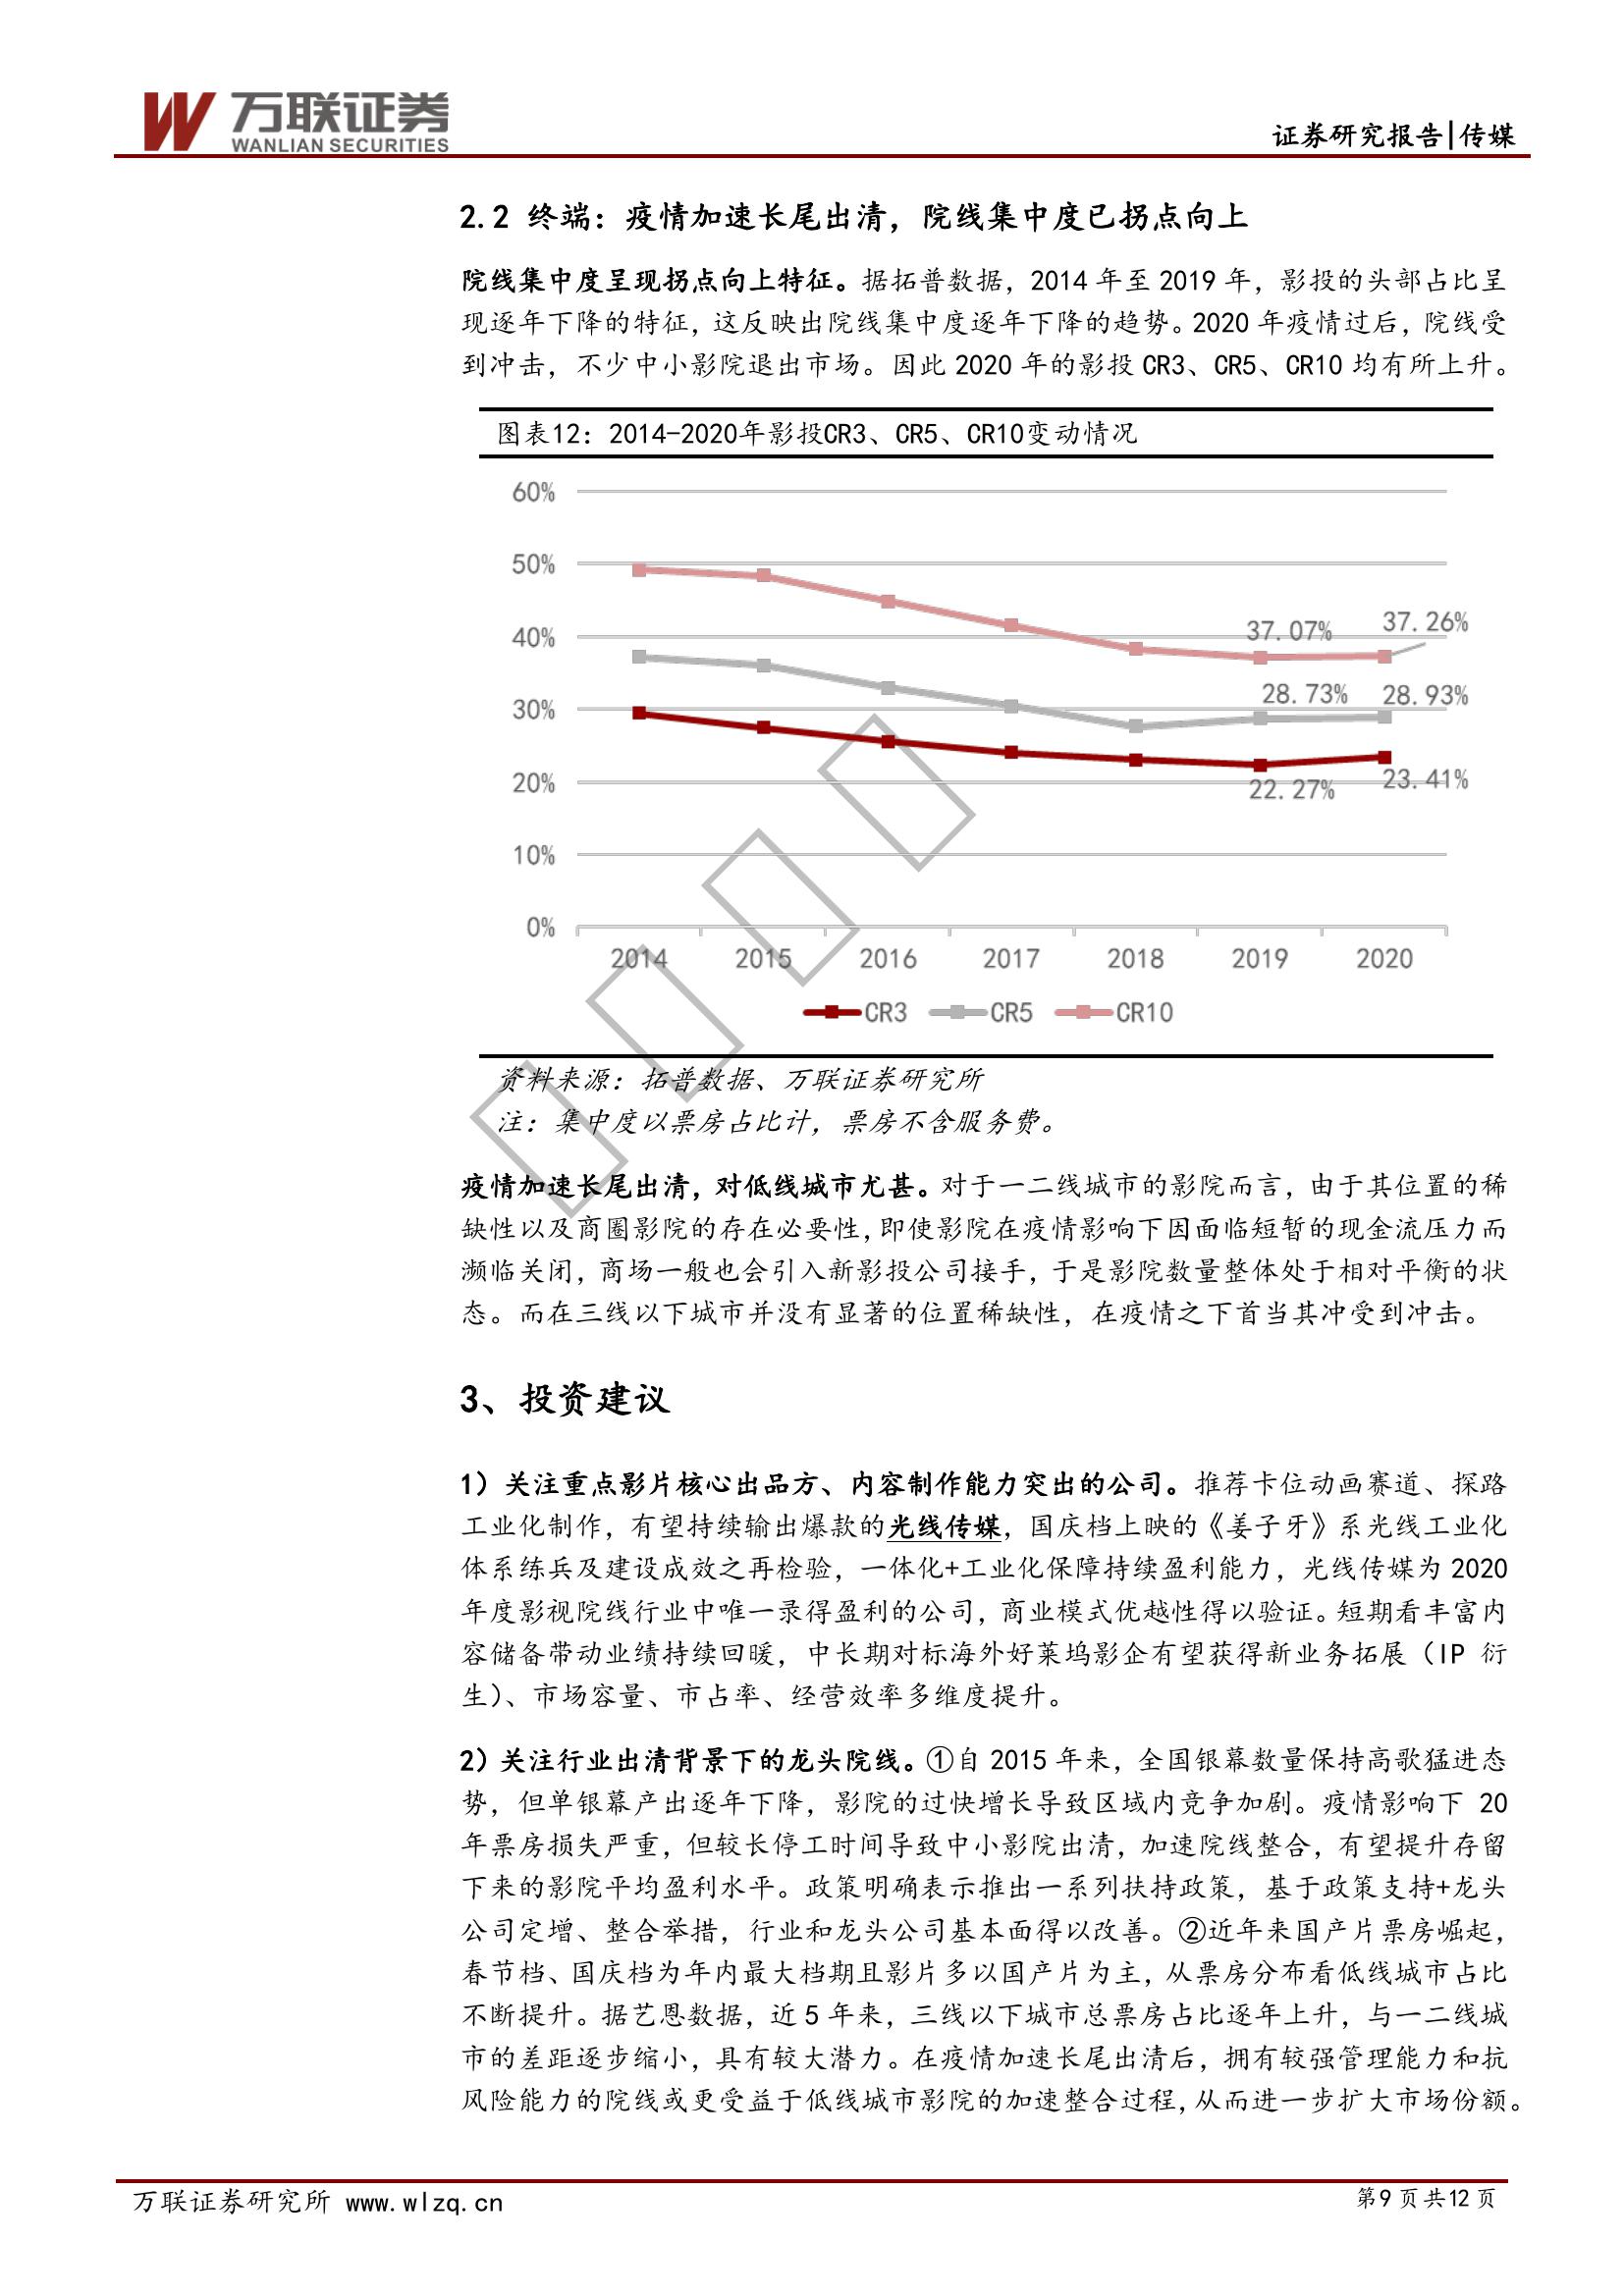 万联证券
WANLIAN SECURITIES
证券研究报告|传媒
2.2 终端：疫情加速长尾出清，院线集中度已拐点向上
院线集中度呈现拐点向上特征。据拓普数据，2014 年至 2019 年，影投的头部占比呈
现逐年下降的特征，这反映出院线集中度逐年下降的趋势。2020 年疫情过后，院线受
到冲击，不少中小影院退出市场。因此 2020 年的影投 CR3、CR5、CR10 均有所上升。
图表12：2014-2020年影投CR3、CR5、CR10变动情况
60%
50%
40%
30%
20%
10%
0%
37.07%
37.26%
28.73%
28.93%
22.27%
23.41%
2014 2015 2016 2017 2018 2019 2020
CR3 CR5 CR10
资料来源：拓普数据、万联证券研究所
注：集中度以票房占比计，票房不含服务费。
疫情加速长尾出清，对低线城市尤甚。对于一二线城市的影院而言，由于其位置的稀
缺性以及商圈影院的存在必要性，即使影院在疫情影响下因面临短暂的现金流压力而
濒临关闭，商场一般也会引入新影投公司接手，于是影院数量整体处于相对平衡的状
态。而在三线以下城市并没有显著的位置稀缺性，在疫情之下首当其冲受到冲击。
3、投资建议
1）关注重点影片核心出品方、内容制作能力突出的公司。推荐卡位动画赛道、探路
工业化制作，有望持续输出爆款的光线传媒，国庆档上映的《姜子牙》系光线工业化
体系练兵及建设成效之再检验，一体化+工业化保障持续盈利能力，光线传媒为 2020
年度影视院线行业中唯一录得盈利的公司，商业模式优越性得以验证。短期看丰富内
容储备带动业绩持续回暖，中长期对标海外好莱坞影企有望获得新业务拓展（IP 衍
生）、市场容量、市占率、经营效率多维度提升。
2）关注行业出清背景下的龙头院线。①自 2015 年来，全国银幕数量保持高歌猛进态
势，但单银幕产出逐年下降，影院的过快增长导致区域内竞争加剧。疫情影响下 20
年票房损失严重，但较长停工时间导致中小影院出清，加速院线整合，有望提升存留
下来的影院平均盈利水平。政策明确表示推出一系列扶持政策，基于政策支持+龙头
公司定增、整合举措，行业和龙头公司基本面得以改善。②近年来国产片票房崛起，
春节档、国庆档为年内最大档期且影片多以国产片为主，从票房分布看低线城市占比
不断提升。据艺恩数据，近 5 年来，三线以下城市总票房占比逐年上升，与一二线城
市的差距逐步缩小，具有较大潜力。在疫情加速长尾出清后，拥有较强管理能力和抗
风险能力的院线或更受益于低线城市影院的加速整合过程，从而进一步扩大市场份额。
万联证券研究所 www.wlzq.cn
第9页共12页